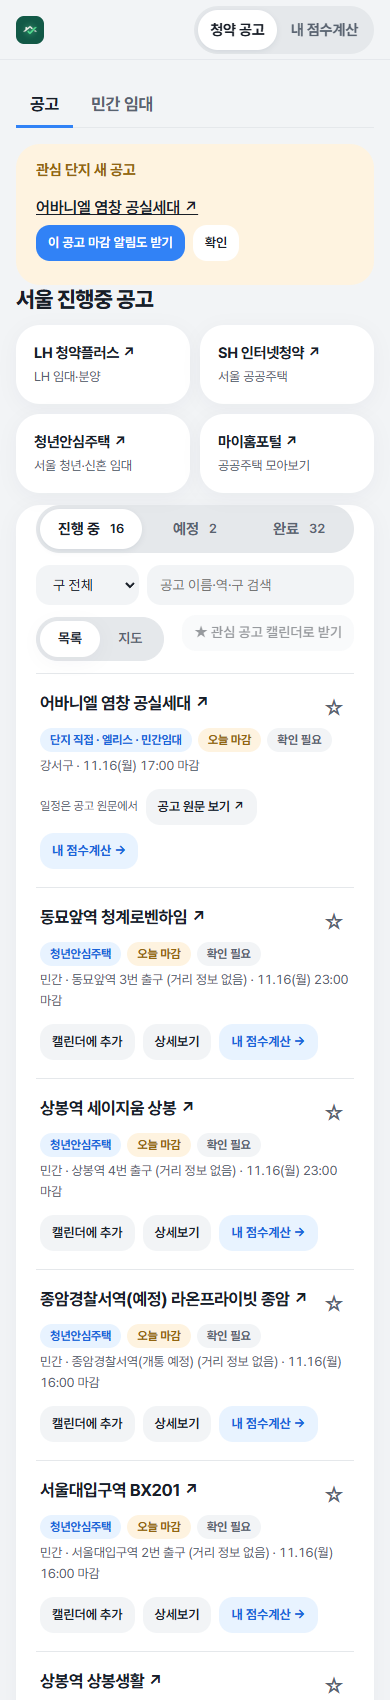 청약 공고 내 점수계산
공고 민간 임대
관심 단지 새 공고
어바니엘 염창 공실세대 ↗
이 공고 마감 알림도 받기 확인
서울 진행중 공고
LH 청약플러스 ↗
LH 임대·분양
SH 인터넷청약 ↗
서울 공공주택
청년안심주택 ↗
서울 청년·신혼 임대
마이홈포털 ↗
공공주택 모아보기
진행 중 16 예정 2 완료 32
구 전체 공고 이름·역·구 검색
목록 지도 ★ 관심 공고 캘린더로 받기
어바니엘 염창 공실세대 ↗ ☆
단지 직접·엘리스·민간임대 오늘 마감 확인 필요
강서구 · 11.16(월) 17:00 마감
일정은 공고 원문에서 공고 원문 보기 ↗
내 점수계산 →
동묘앞역 청계로벤하임 ↗ ☆
청년안심주택 오늘 마감 확인 필요
민간 · 동묘앞역 3번 출구 (거리 정보 없음) · 11.16(월) 23:00
마감
캘린더에 추가 상세보기 내 점수계산 →
상봉역 세이지움 상봉 ↗ ☆
청년안심주택 오늘 마감 확인 필요
민간 · 상봉역 4번 출구 (거리 정보 없음) · 11.16(월) 23:00
마감
캘린더에 추가 상세보기 내 점수계산 →
종암경찰서역(예정) 라온프라이빗 종암 ↗ ☆
청년안심주택 오늘 마감 확인 필요
민간 · 종암경찰서역(개통 예정) (거리 정보 없음) · 11.16(월)
16:00 마감
캘린더에 추가 상세보기 내 점수계산 →
서울대입구역 BX201 ↗ ☆
청년안심주택 오늘 마감 확인 필요
민간 · 서울대입구역 2번 출구 (거리 정보 없음) · 11.16(월)
16:00 마감
캘린더에 추가 상세보기 내 점수계산 →
상봉역 상봉생활 ↗ ☆